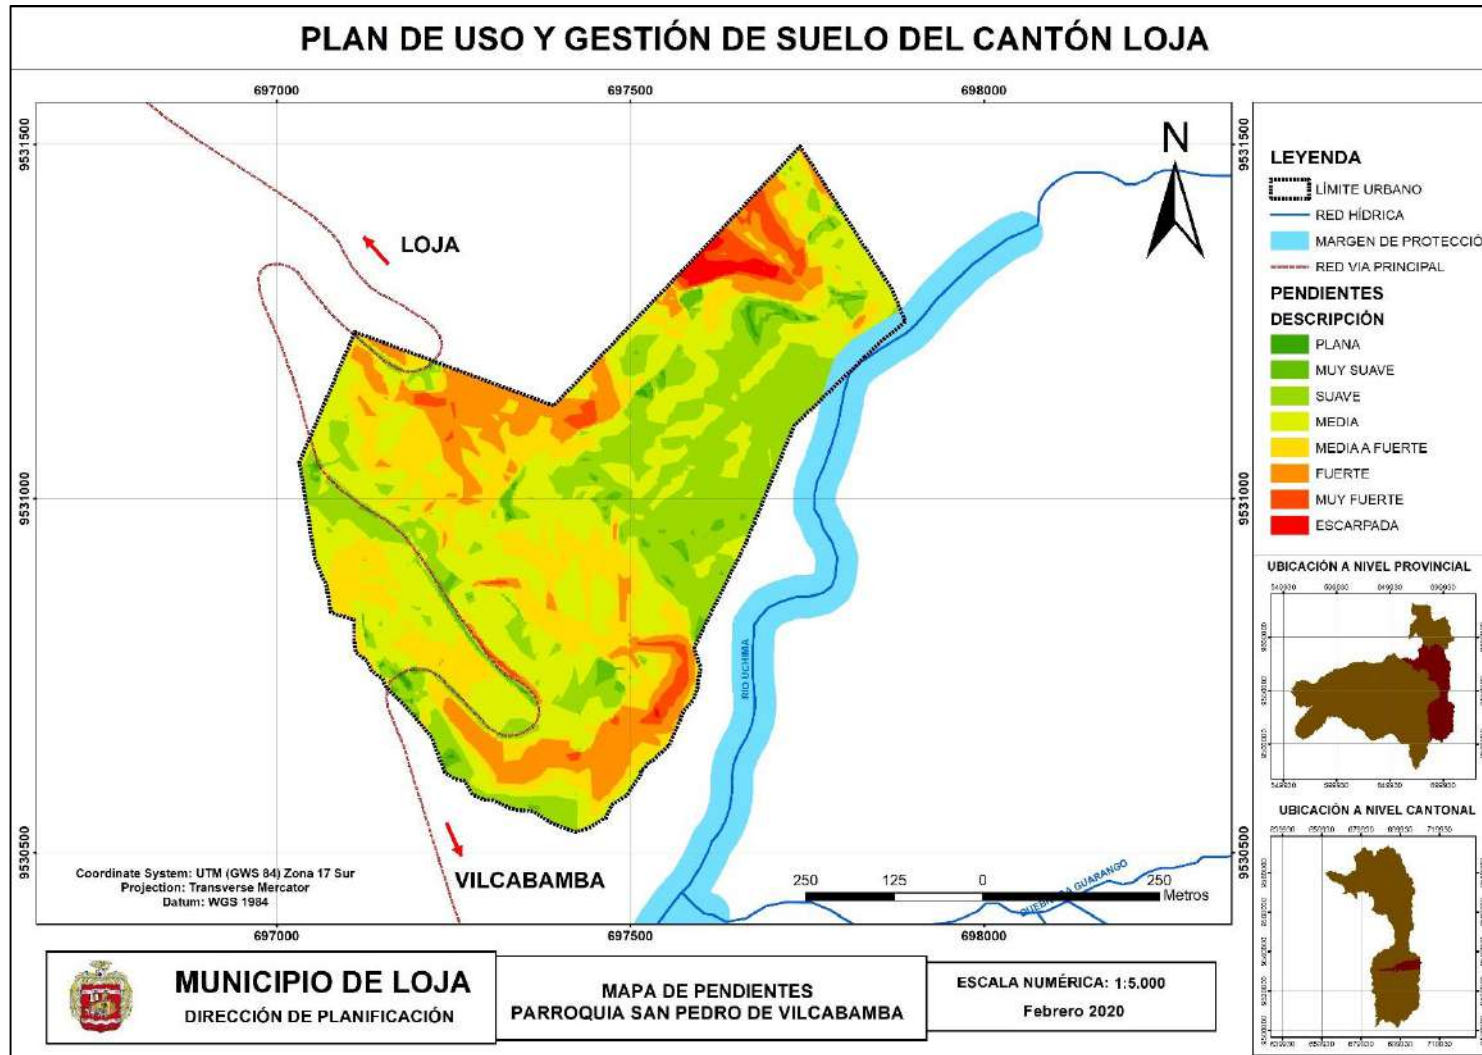 PLAN DE USO Y GESTIÓN DE SUELO DEL CANTÓN LOJA
697000 697500 698000
9531500 9531500
9531000 9531000
9530500 9530500
697000 697500 698000
N
LOJA
VILCABAMBA
RIO UCHIMA
QUEBRADA GUARANGO
Coordinate System: UTM (GWS 84) Zona 17 Sur
Projection: Transverse Mercator
Datum: WGS 1984
250 125 0 250
Metros
LEYENDA
LÍMITE URBANO
RED HÍDRICA
MARGEN DE PROTECCIÓ
RED VIA PRINCIPAL
PENDIENTES
DESCRIPCIÓN
PLANA
MUY SUAVE
SUAVE
MEDIA
MEDIA A FUERTE
FUERTE
MUY FUERTE
ESCARPADA
UBICACIÓN A NIVEL PROVINCIAL
UBICACIÓN A NIVEL CANTONAL
MUNICIPIO DE LOJA
DIRECCIÓN DE PLANIFICACIÓN
MAPA DE PENDIENTES
PARROQUIA SAN PEDRO DE VILCABAMBA
ESCALA NUMÉRICA: 1:5.000
Febrero 2020